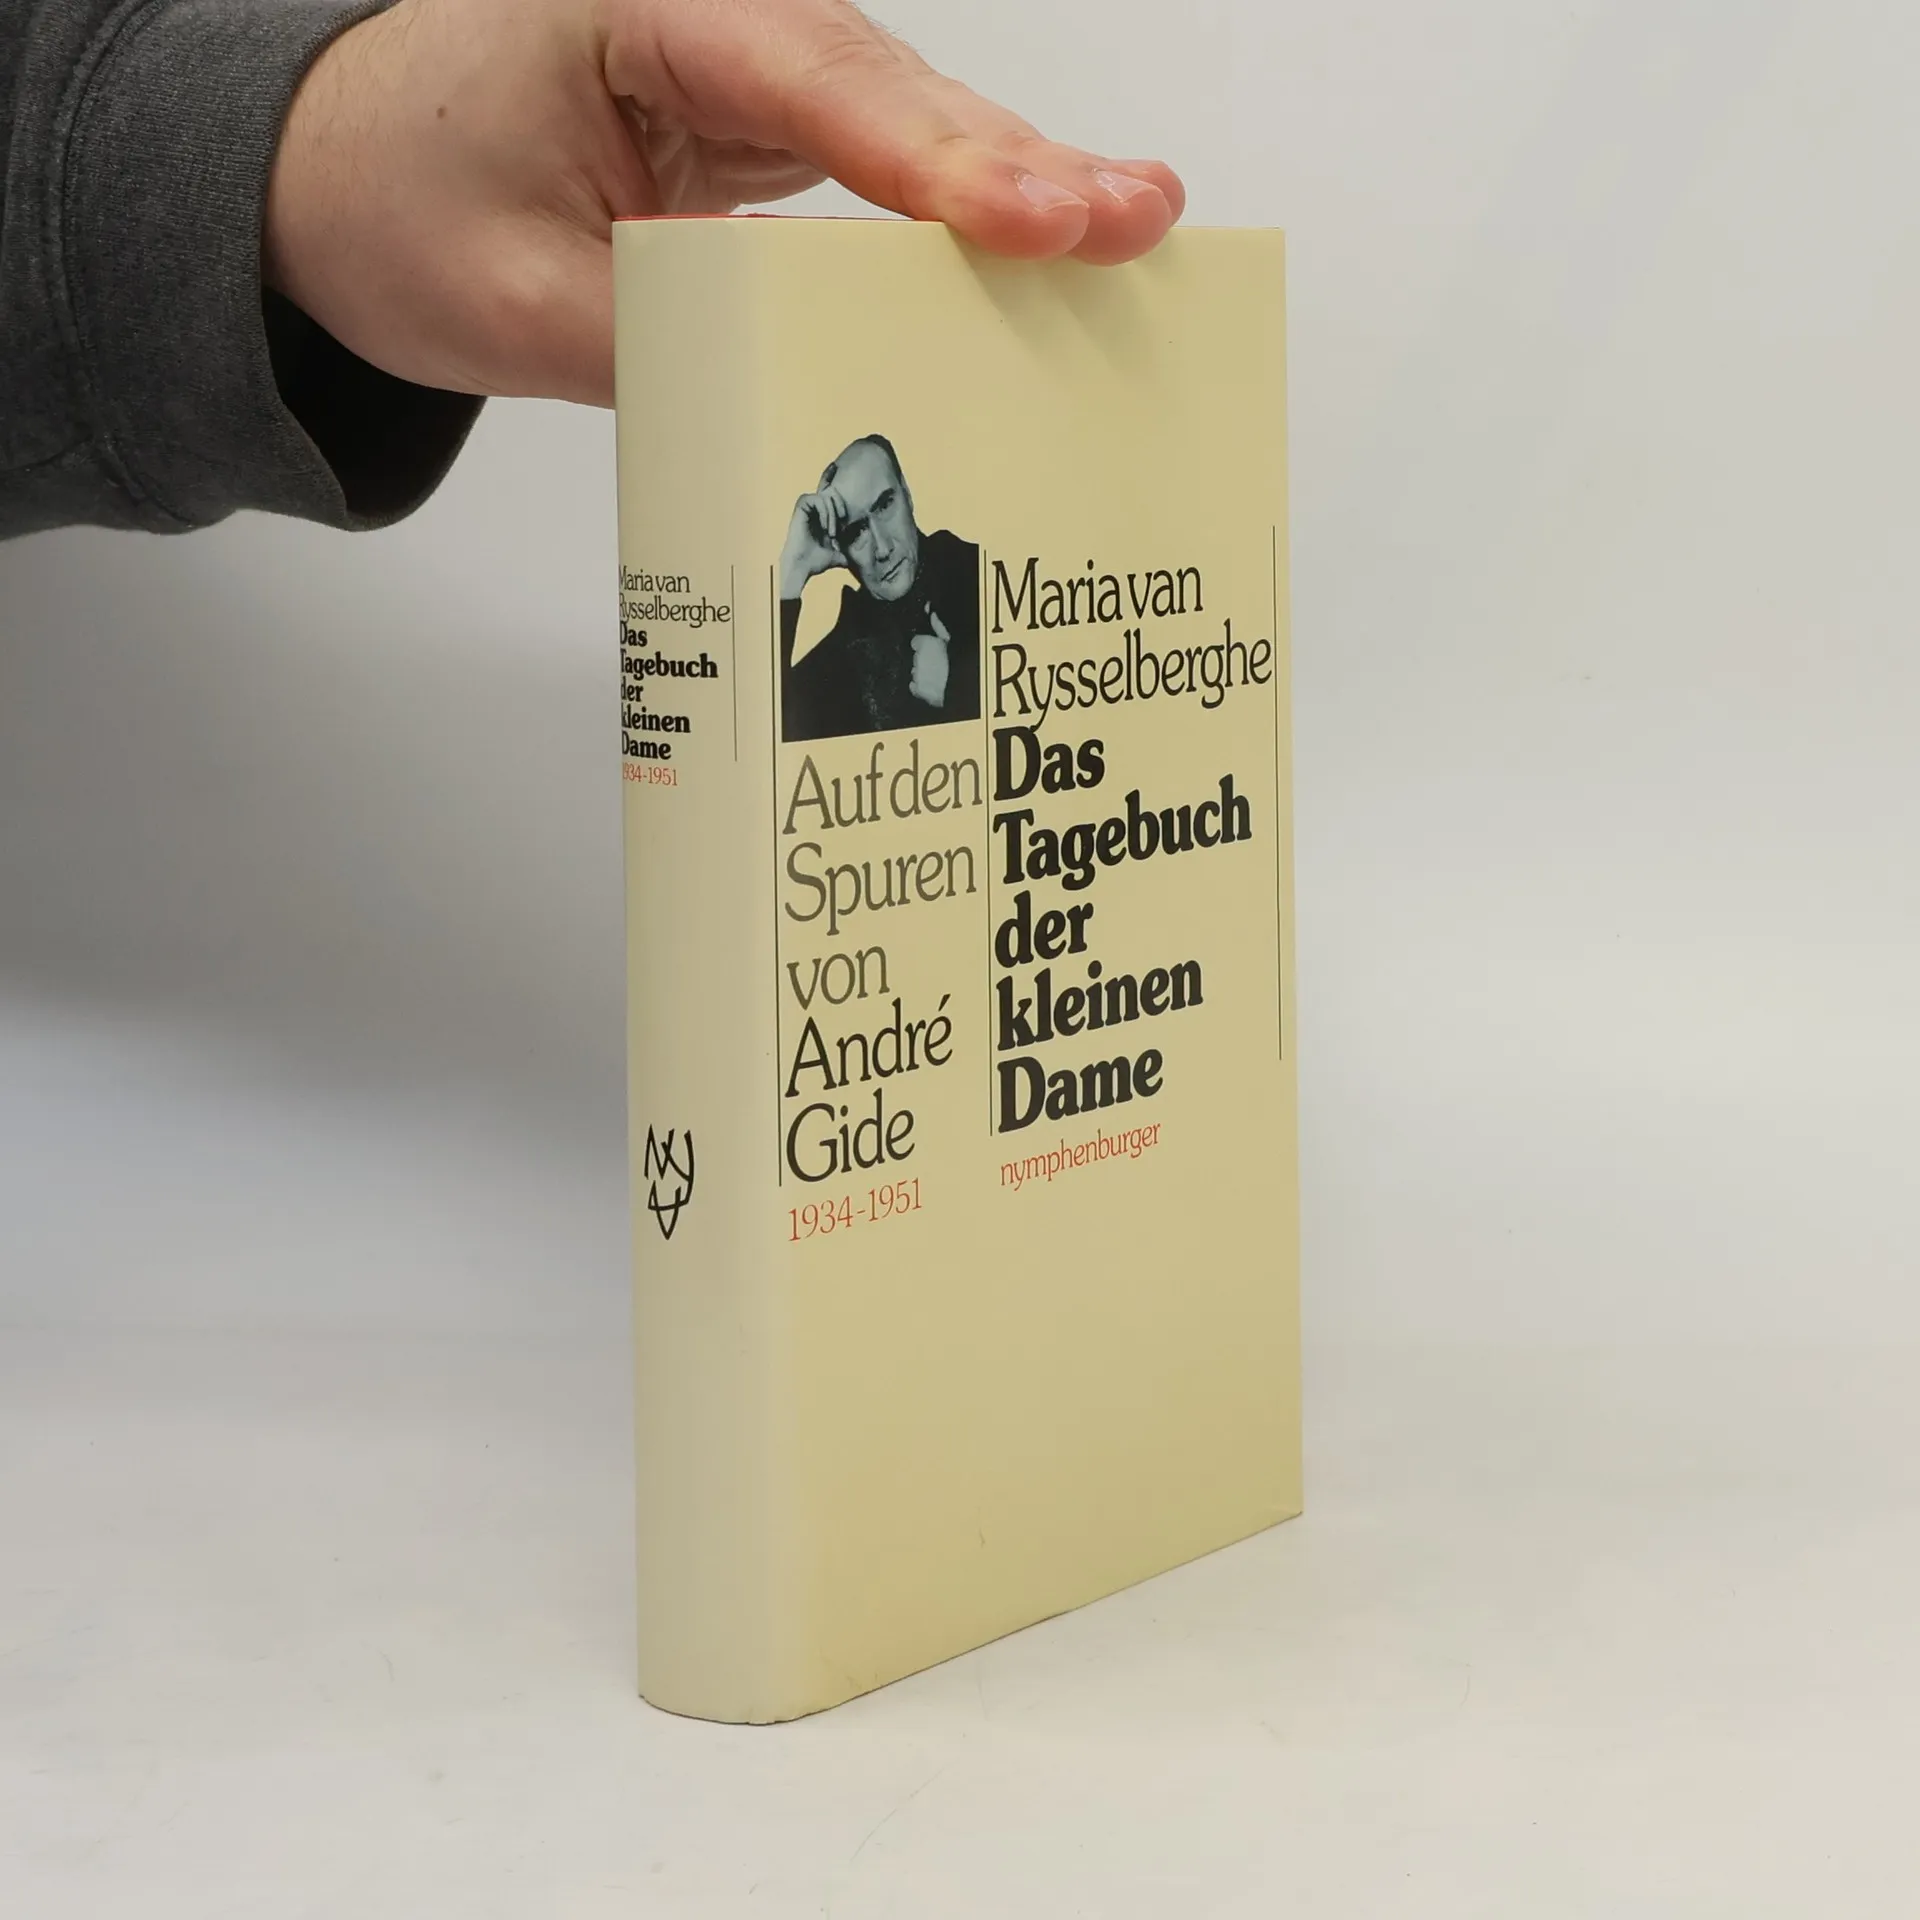 Maria van
Rysselberghe
Das
Tagebuch
der
kleinen
Dame
1934-1951
Auf den
Spuren
von
André
Gide
1934-1951
Maria van
Rysselberghe
Das
Tagebuch
der
kleinen
Dame
nymphenburger